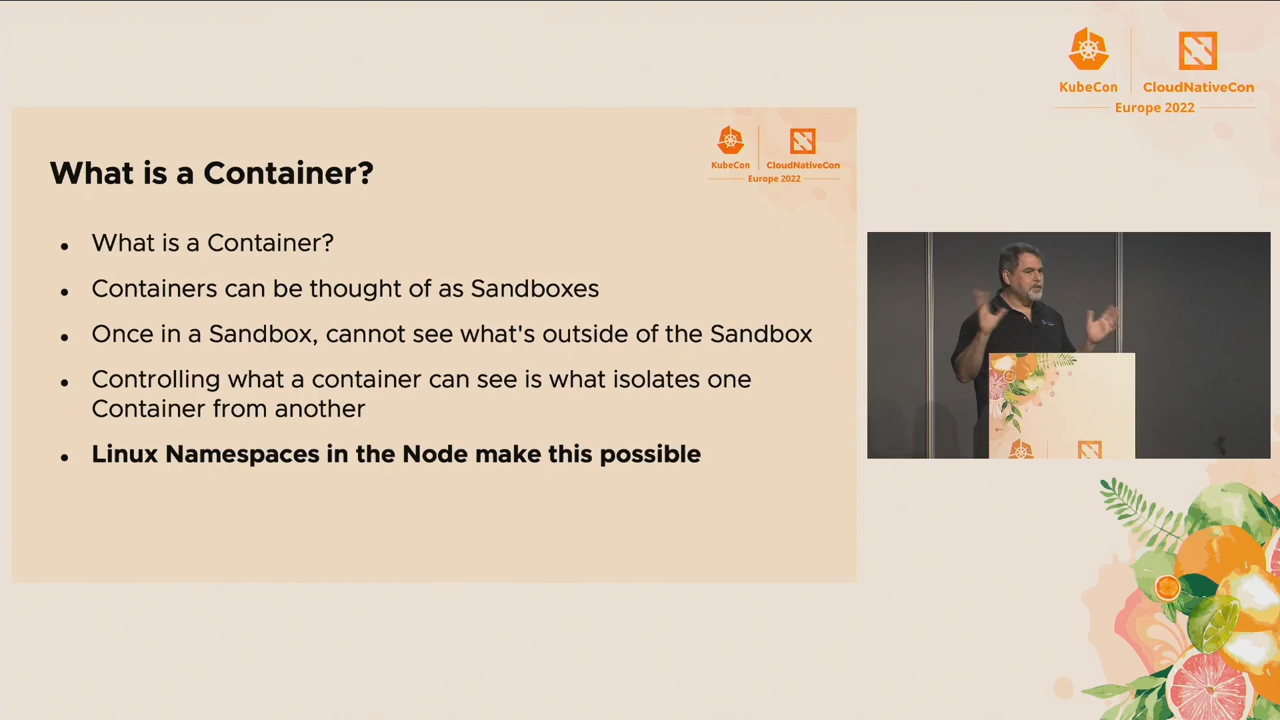 KubeCon
CloudNativeCon
Europe 2022
KubeCon
CloudNativeCon
Europe 2022
What is a Container?
• What is a Container?
• Containers can be thought of as Sandboxes
• Once in a Sandbox, cannot see what's outside of the Sandbox
• Controlling what a container can see is what isolates one
Container from another
• Linux Namespaces in the Node make this possible